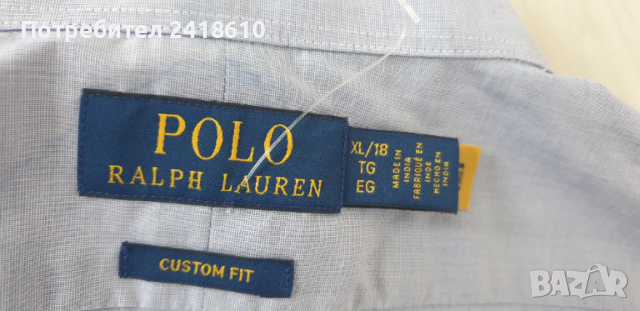 Потребител 2418610
POLO
RALPH LAUREN
XL/18
TG
EG
MADE IN
INDIA
FABRIQUÉ EN
INDE
HECHO EN
INDIA
CUSTOM FIT
BAZAR